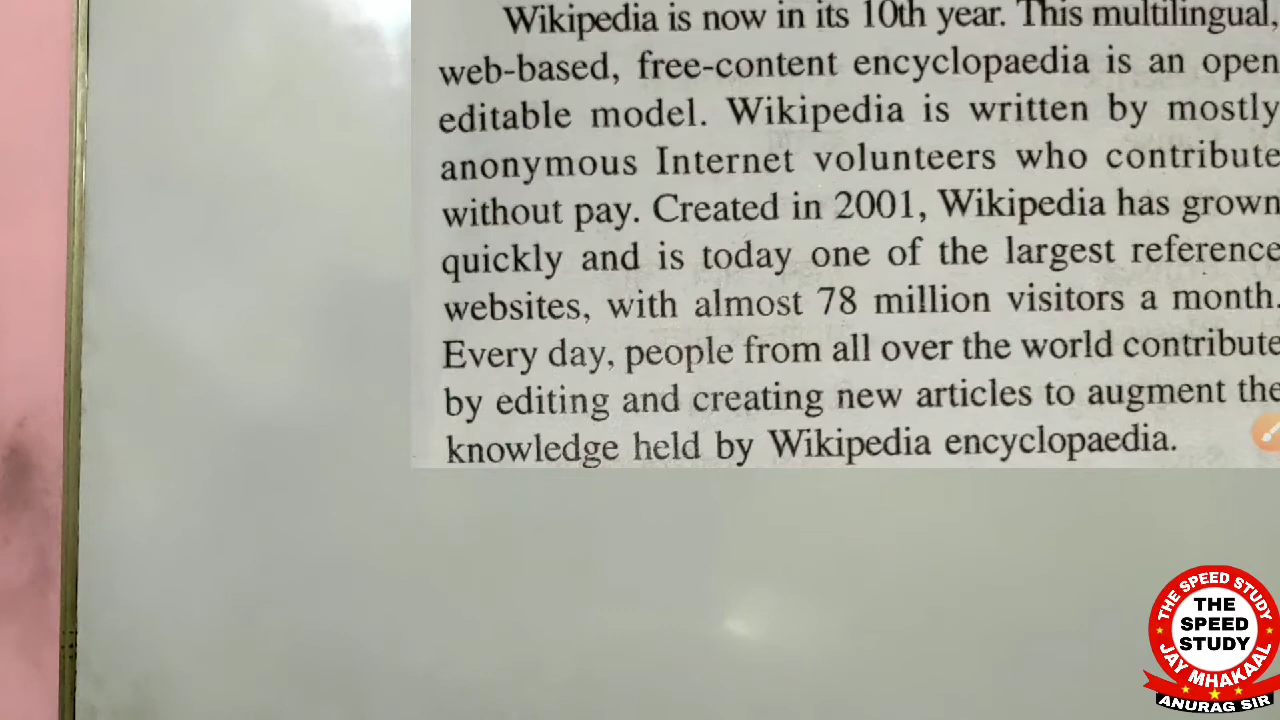 Wikipedia is now in its 10th year. This multilingual,
web-based, free-content encyclopaedia is an open
editable model. Wikipedia is written by mostly
anonymous Internet volunteers who contribute
without pay. Created in 2001, Wikipedia has grown
quickly and is today one of the largest reference
websites, with almost 78 million visitors a month.
Every day, people from all over the world contribute
by editing and creating new articles to augment the
knowledge held by Wikipedia encyclopaedia.
THE SPEED STUDY
THE
SPEED
STUDY
JAY MHAKAAL
ANURAG SIR